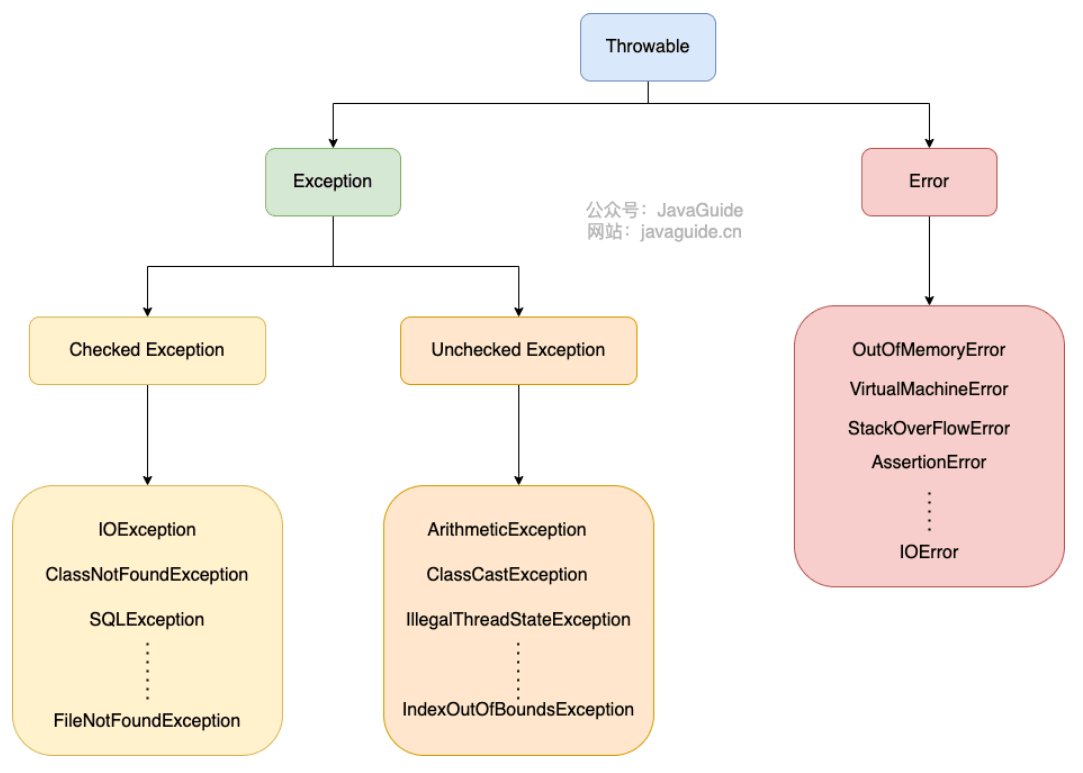 Throwable
Exception
Error
公众号：JavaGuide
网站：javaguide.cn
Checked Exception
Unchecked Exception
OutOfMemoryError
VirtualMachineError
StackOverFlowError
AssertionError
IOError
IOException
ClassNotFoundException
SQLException
FileNotFoundException
ArithmeticException
ClassCastException
IllegalThreadStateException
IndexOutOfBoundsException